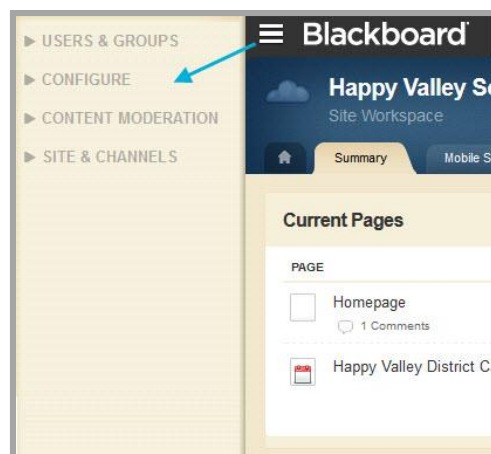 USERS & GROUPS
CONFIGURE
CONTENT MODERATION
SITE & CHANNELS
Blackboard
Happy Valley
Site Workspace
Summary
Mobile
Current Pages
PAGE
Homepage
1 Comments
Happy Valley District